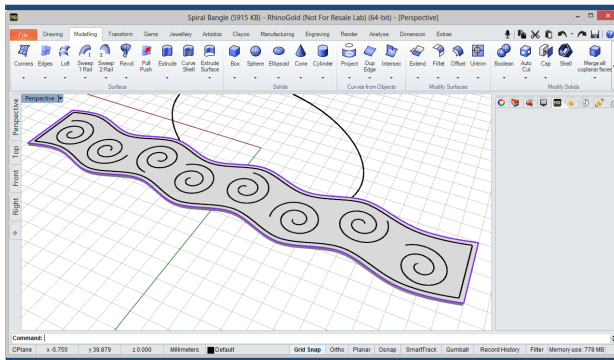 Spiral Bangle (5915 KB) - RhinoGold (Not For Resale Lab) (64-bit) - [Perspective]
File Drawing Modelling Transform Gems Jewellery Artistics Clayoo Manufacturing Engraving Render Analyse Dimension Extras
Corners Edges Loft Sweep 1 Rail Sweep 2 Rail Revol Pull Push Extrude Curve Shell Extrude Surface Box Sphere Ellipsoid Cone Cylinder Project Dup Edge Intersec Extend Fillet Offset Untrim Boolean Auto Cut Cap Shell Merge all coplanar faces
Surface Solids Curves from Objects Modify Surfaces Modify Solids
Perspective
Perspective
Top
Front
Right
Command:
CPlane x -5.755 y 39.879 z 0.000 Millimeters Default Grid Snap Ortho Planar Osnap SmartTrack Gumball Record History Filter Memory use: 778 MB